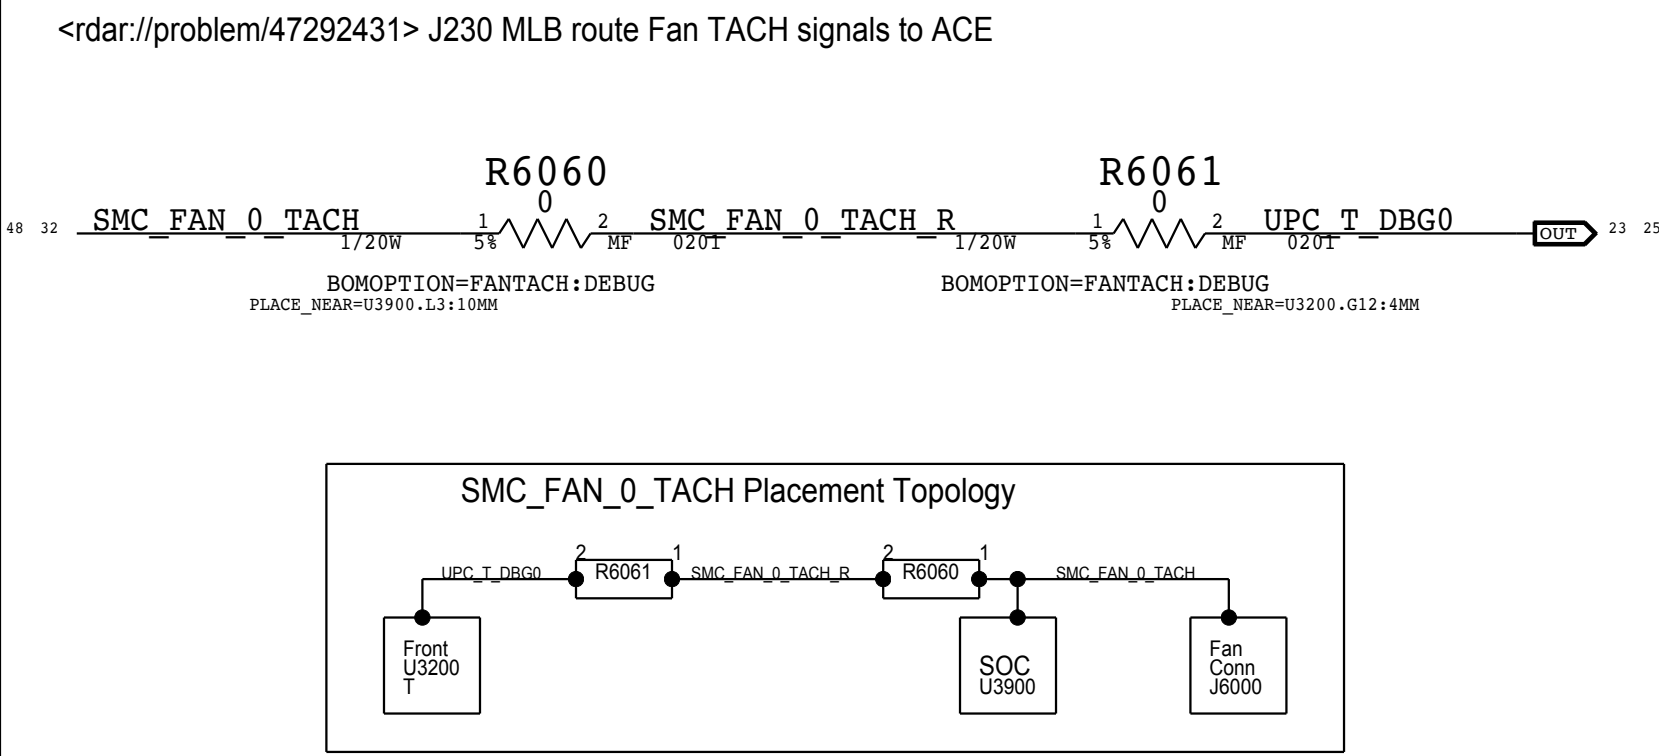 <rdar://problem/47292431> J230 MLB route Fan TACH signals to ACE
R6060 R6061
0 0
48 32 SMC_FAN_0_TACH 1 2 SMC_FAN_0_TACH_R 1 2 UPC_T_DBG0 OUT 23 25
1/20W 5% MF 0201 1/20W 5% MF 0201
BOMOPTION=FANTACH:DEBUG BOMOPTION=FANTACH:DEBUG
PLACE_NEAR=U3900.L3:10MM PLACE_NEAR=U3200.G12:4MM
SMC_FAN_0_TACH Placement Topology
2 1 2 1
UPC_T_DBG0 R6061 SMC_FAN_0_TACH_R R6060 SMC_FAN_0_TACH
Front
U3200
T
SOC
U3900
Fan
Conn
J6000